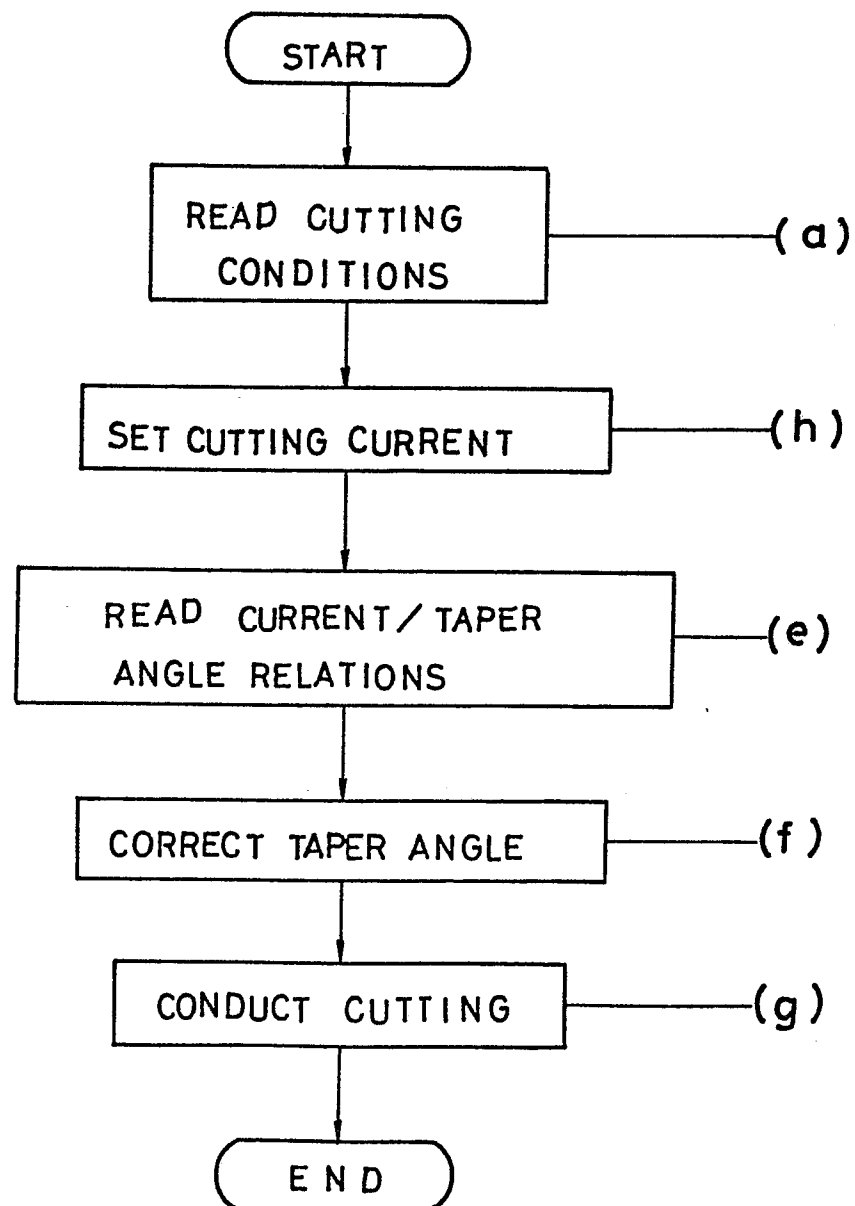 START
READ CUTTING
CONDITIONS
(a)
SET CUTTING CURRENT
(h)
READ CURRENT/TAPER
ANGLE RELATIONS
(e)
CORRECT TAPER ANGLE
(f)
CONDUCT CUTTING
(g)
END